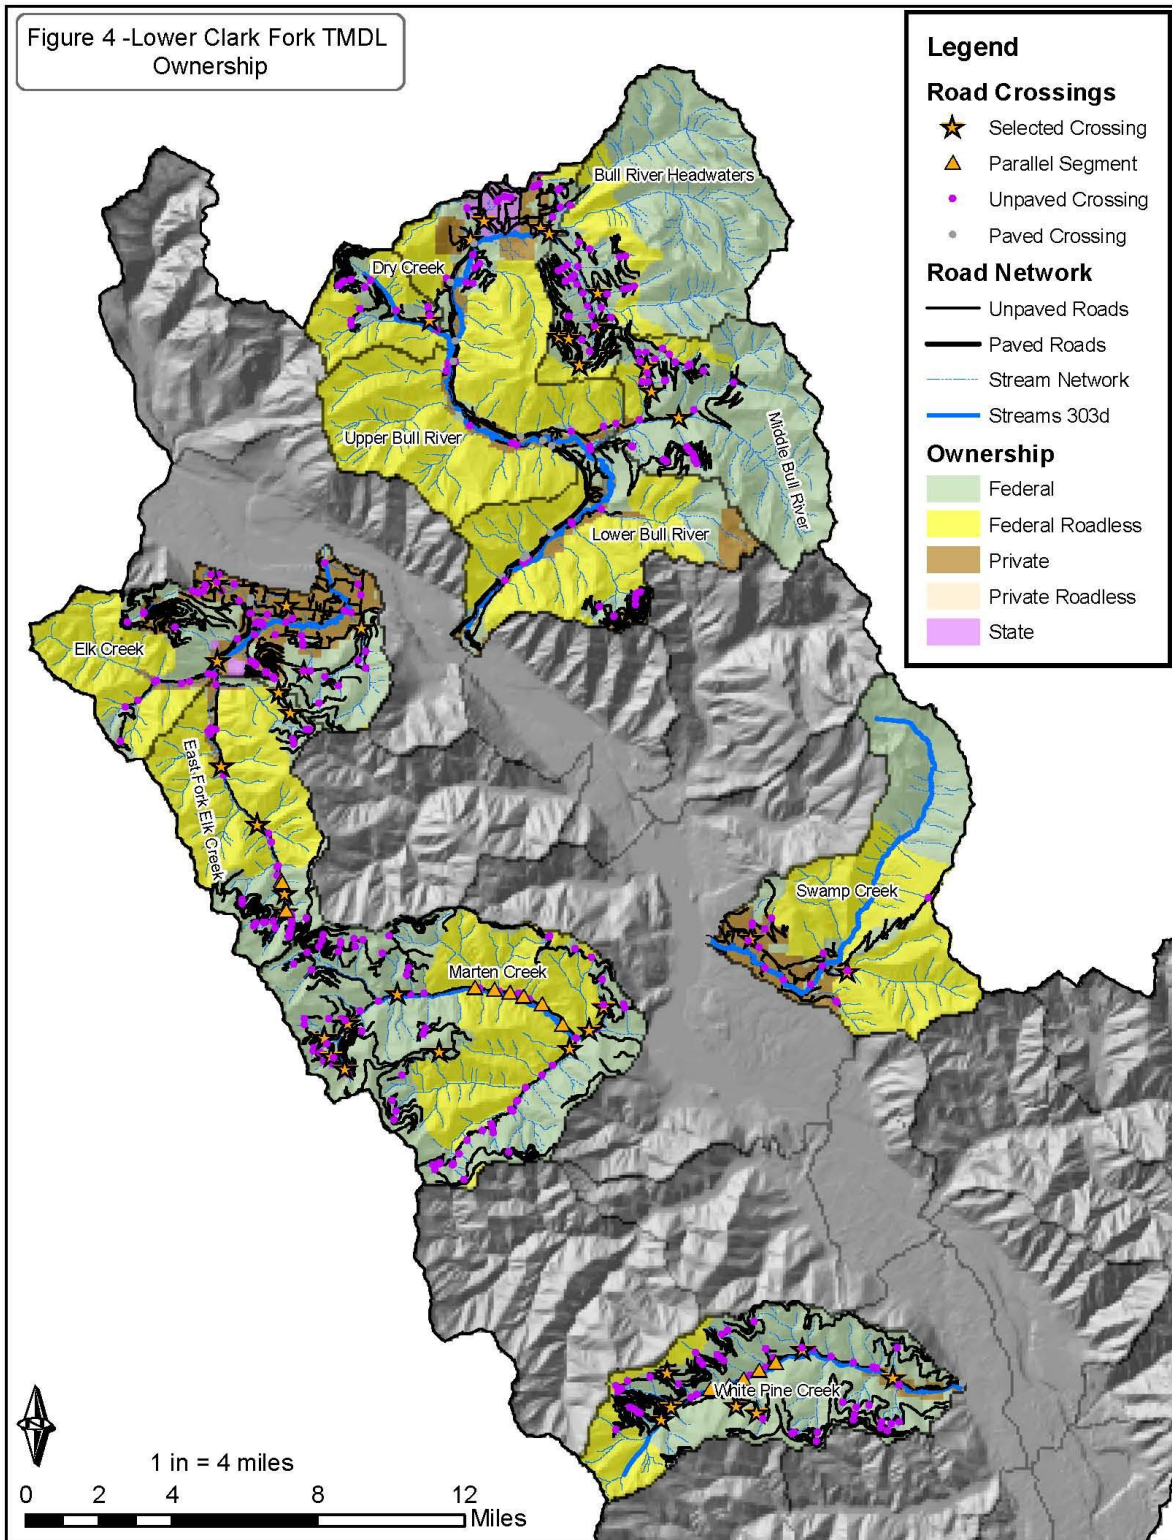 Figure 4 -Lower Clark Fork TMDL
Ownership
Legend
Road Crossings
Selected Crossing
Parallel Segment
Unpaved Crossing
Paved Crossing
Road Network
Unpaved Roads
Paved Roads
Stream Network
Streams 303d
Ownership
Federal
Federal Roadless
Private
Private Roadless
State
Bull River Headwaters
Dry Creek
Upper Bull River
Middle Bull River
Lower Bull River
Elk Creek
East Fork Elk Creek
Swamp Creek
Marten Creek
White Pine Creek
N
1 in = 4 miles
0 2 4 8 12
Miles